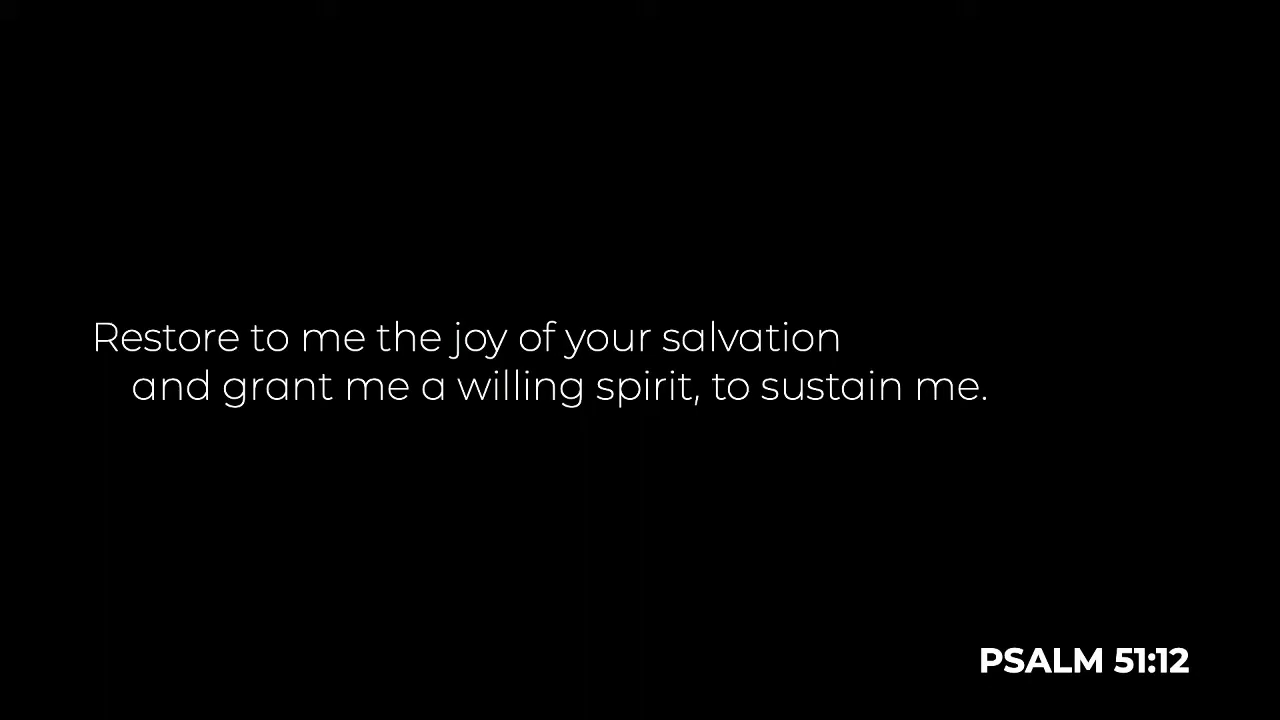 Restore to me the joy of your salvation
and grant me a willing spirit, to sustain me.
PSALM 51:12